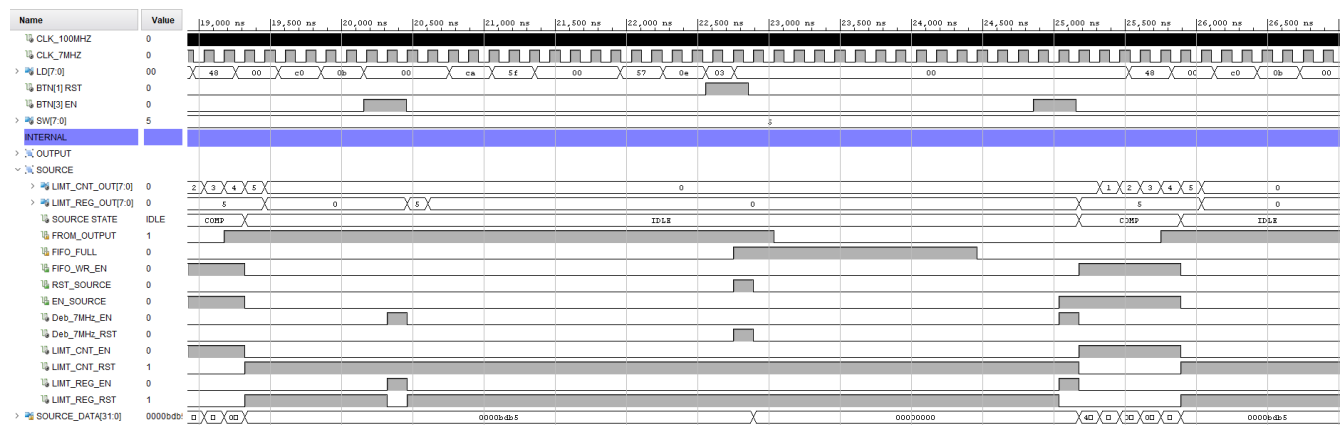 Name Value 19,000 ns 19,500 ns 20,000 ns 20,500 ns 21,000 ns 21,500 ns 22,000 ns 22,500 ns 23,000 ns 23,500 ns 24,000 ns 24,500 ns 25,000 ns 25,500 ns 26,000 ns 26,500 ns
CLK_100MHZ 0
CLK_7MHZ 0
LD[7:0] 00 48 00 c0 0b 00 ca 5f 00 57 0e 03 00 48 00 c0 0b 00
BTN[1] RST 0
BTN[3] EN 0
SW[7:0] 5 5
INTERNAL
OUTPUT
SOURCE
LIMT_CNT_OUT[7:0] 0 2 3 4 5 0 1 2 3 4 5 0
LIMT_REG_OUT[7:0] 0 5 0 5 0 5 0
SOURCE STATE IDLE COMP IDLE COMP IDLE
FROM_OUTPUT 1
FIFO_FULL 0
FIFO_WR_EN 0
RST_SOURCE 0
EN_SOURCE 0
Deb_7MHz_EN 0
Deb_7MHz_RST 0
LIMT_CNT_EN 0
LIMT_CNT_RST 1
LIMT_REG_EN 0
LIMT_REG_RST 1
SOURCE_DATA[31:0] 0000bdb5 0000bdb5 00000000 0000bdb5